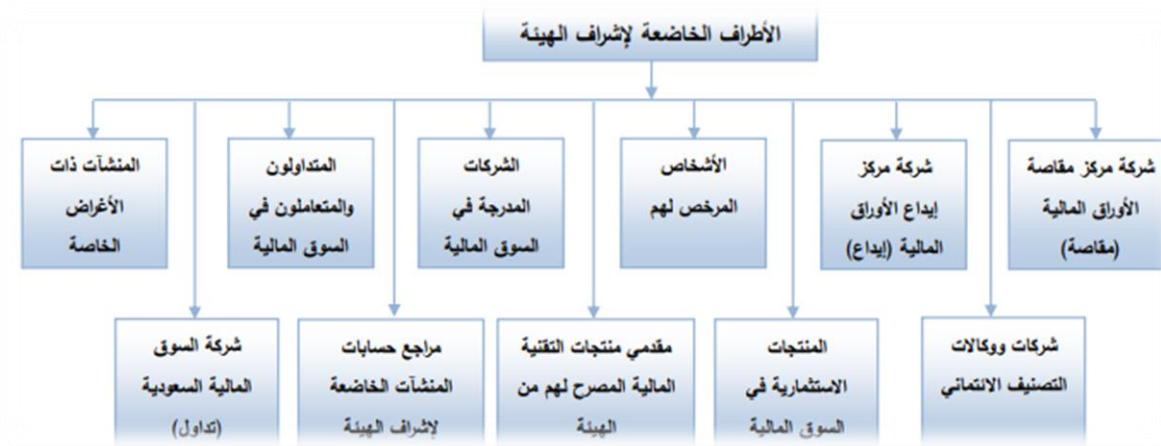 الأطراف الخاضعة لإشراف الهيئة
شركة مركز مقاصة
الأوراق المالية
(مقاصة)
شركة مركز
إيداع الأوراق
المالية (إيداع)
الأشخاص
المرخص لهم
الشركات
المدرجة في
السوق المالية
المتداولون
والمتعاملون في
السوق المالية
المنشآت ذات
الأغراض
الخاصة
شركات ووكالات
التصنيف الائتماني
المنتجات
الاستثمارية في
السوق المالية
مقدمي منتجات التقنية
المالية المصرح لهم من
الهيئة
مراجع حسابات
المنشآت الخاضعة
لإشراف الهيئة
شركة السوق
المالية السعودية
(تداول)